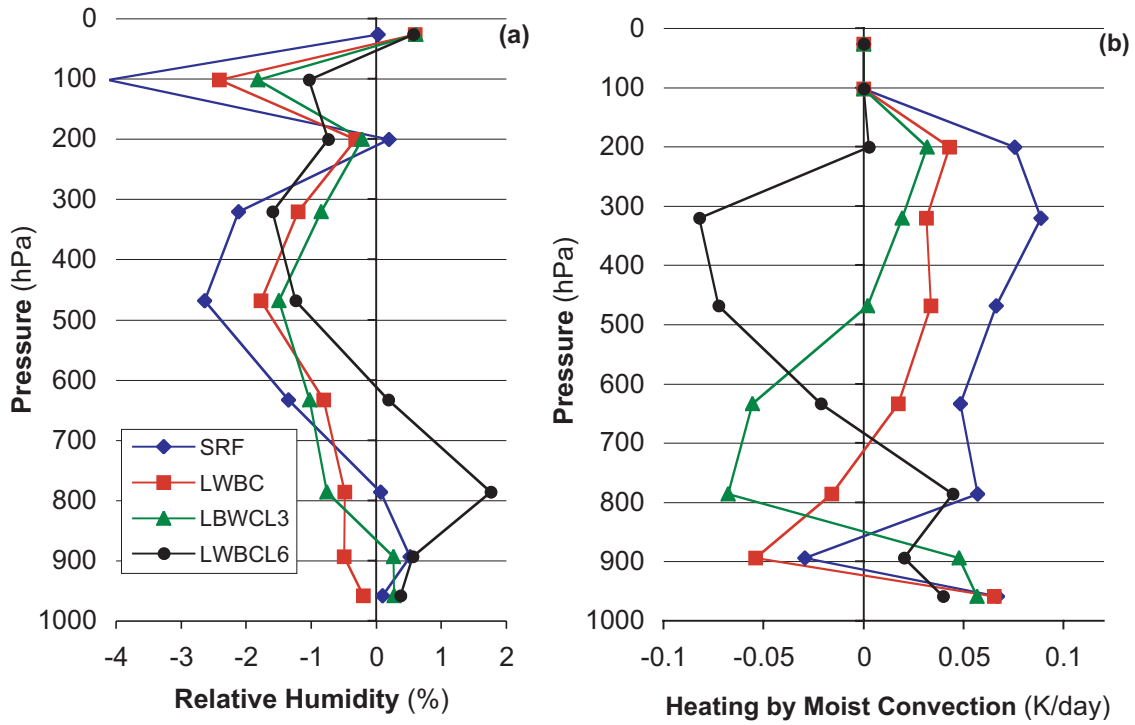 0
100
200
300
400
500
600
700
800
900
1000
Pressure (hPa)
(a)
SRF
LWBC
LBWCL3
LWBCL6
-4 -3 -2 -1 0 1 2
Relative Humidity (%)
0
100
200
300
400
500
600
700
800
900
1000
Pressure (hPa)
(b)
-0.1 -0.05 0 0.05 0.1
Heating by Moist Convection (K/day)